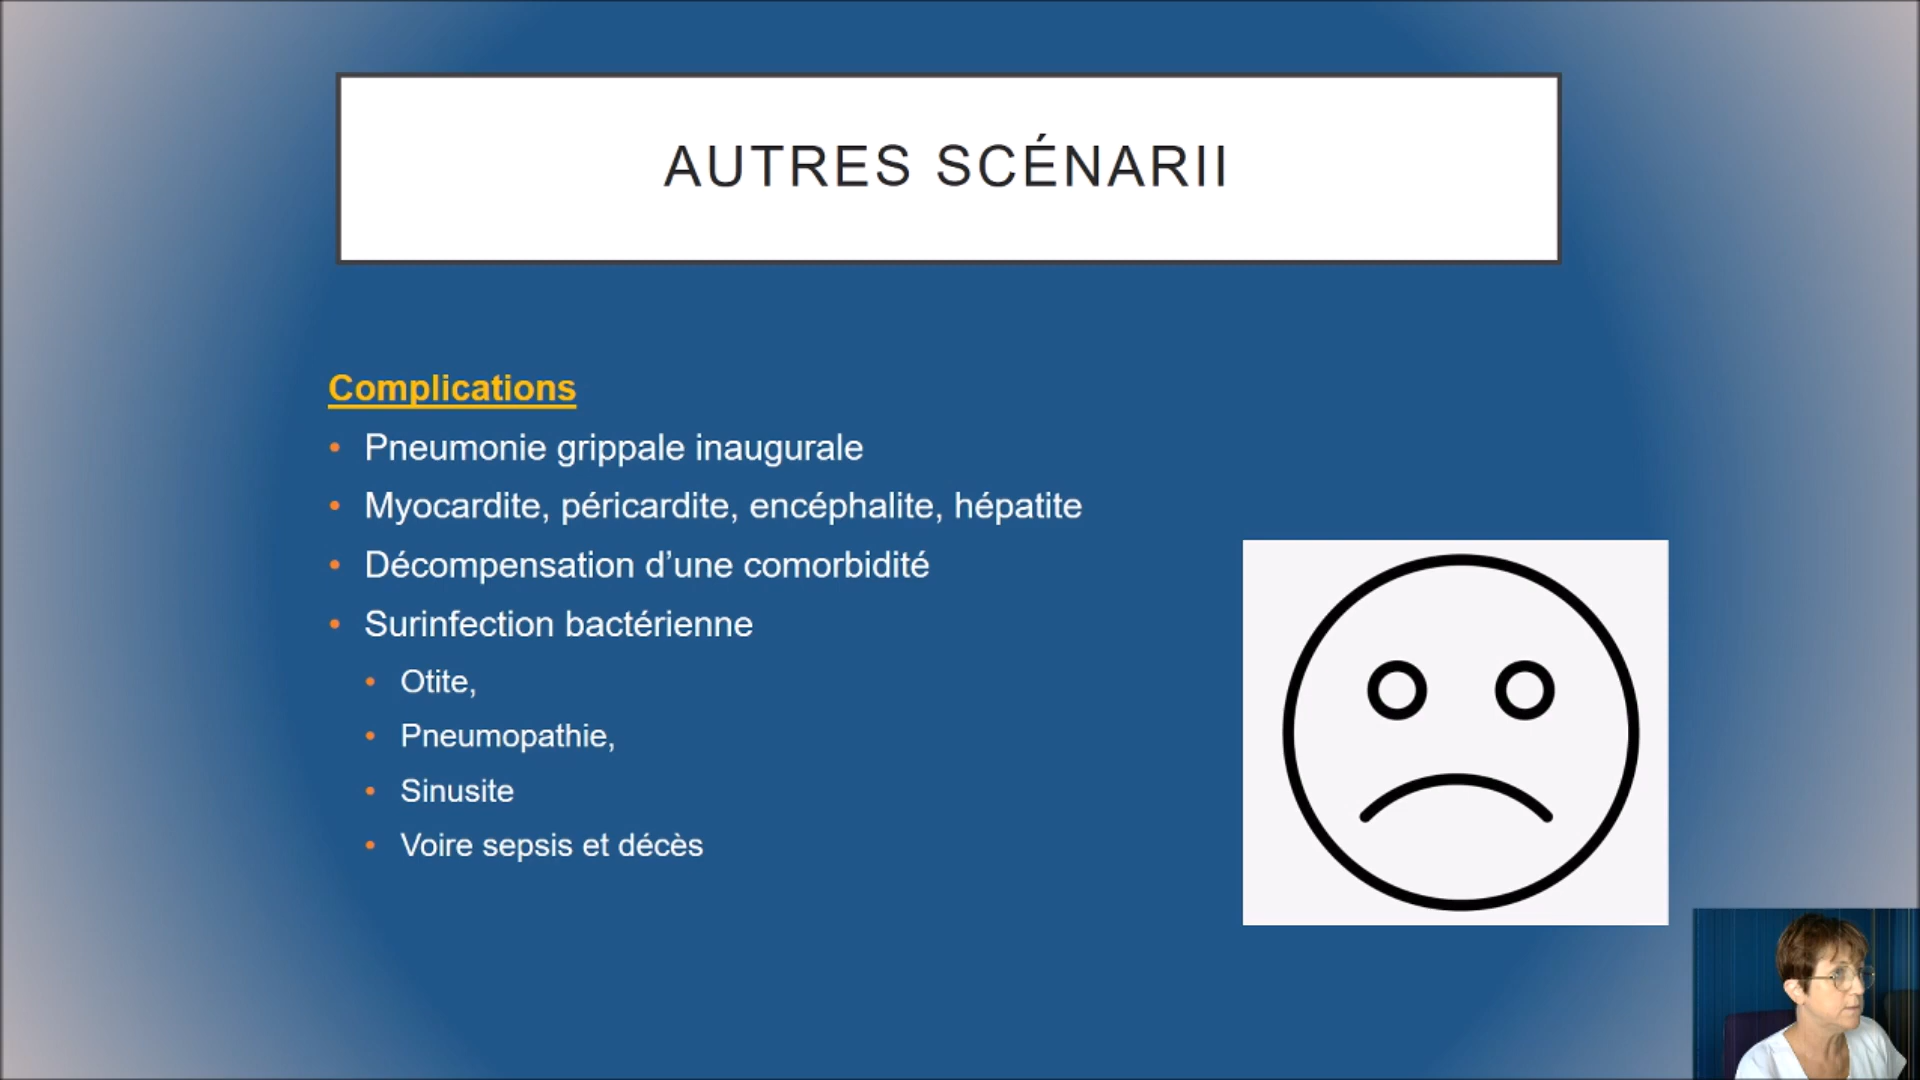 AUTRES SCÉNARII
Complications
• Pneumonie grippale inaugurale
• Myocardite, péricardite, encéphalite, hépatite
• Décompensation d’une comorbidité
• Surinfection bactérienne
• Otite,
• Pneumopathie,
• Sinusite
• Voire sepsis et décès